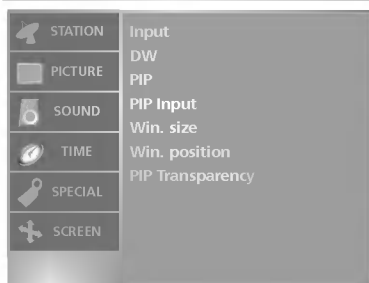 STATION
PICTURE
SOUND
TIME
SPECIAL
SCREEN
Input
DW
PIP
PIP Input
Win. size
Win. position
PIP Transparency